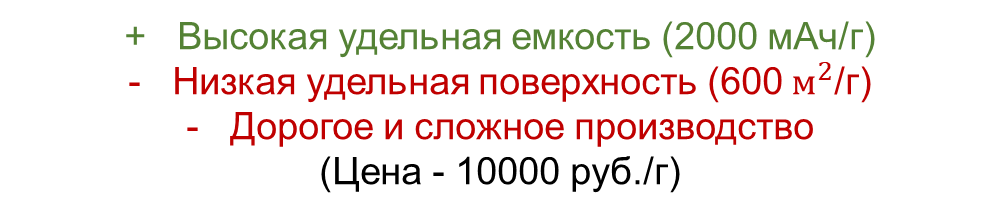 + Высокая удельная емкость (2000 мАч/г)
- Низкая удельная поверхность (600 м²/г)
- Дорогое и сложное производство
(Цена - 10000 руб./г)